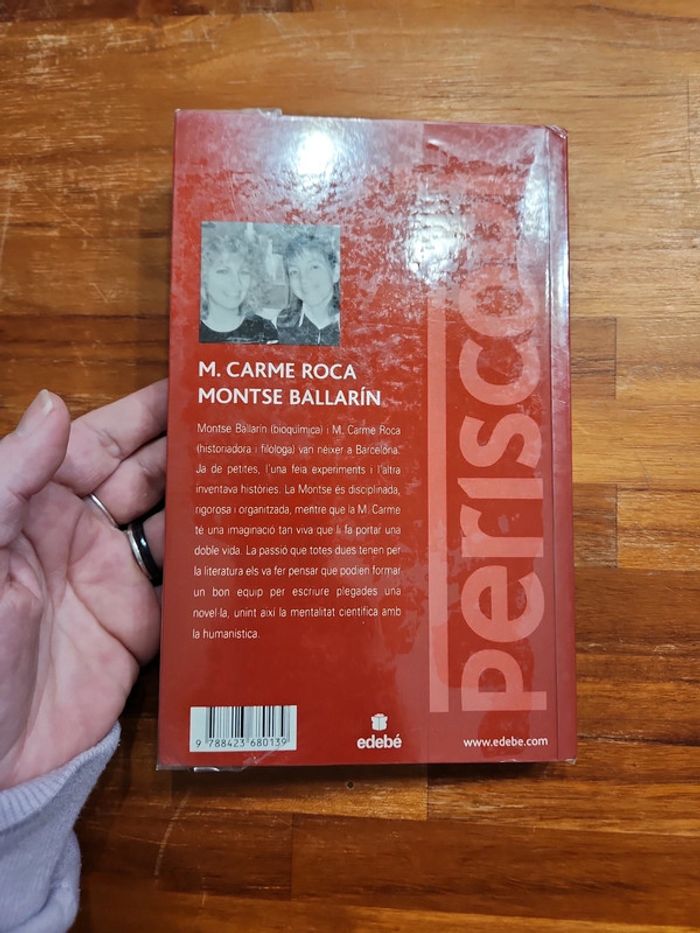 M. CARME ROCA
MONTSE BALLARÍN
Montse Ballarín (bioquímica) i M. Carme Roca
(historiadora i filòloga) van néixer a Barcelona.
Ja de petites, l'una feia experiments i l'altra
inventava històries. La Montse és disciplinada,
rigorosa i organitzada, mentre que la M. Carme
té una imaginació tan viva que li fa portar una
doble vida. La passió que totes dues tenen per
la literatura els va fer pensar que podien formar
un bon equip per escriure plegades una
novel·la, unint així la mentalitat científica amb
la humanística.
periscopi
9 788423 680139
edebé
www.edebe.com